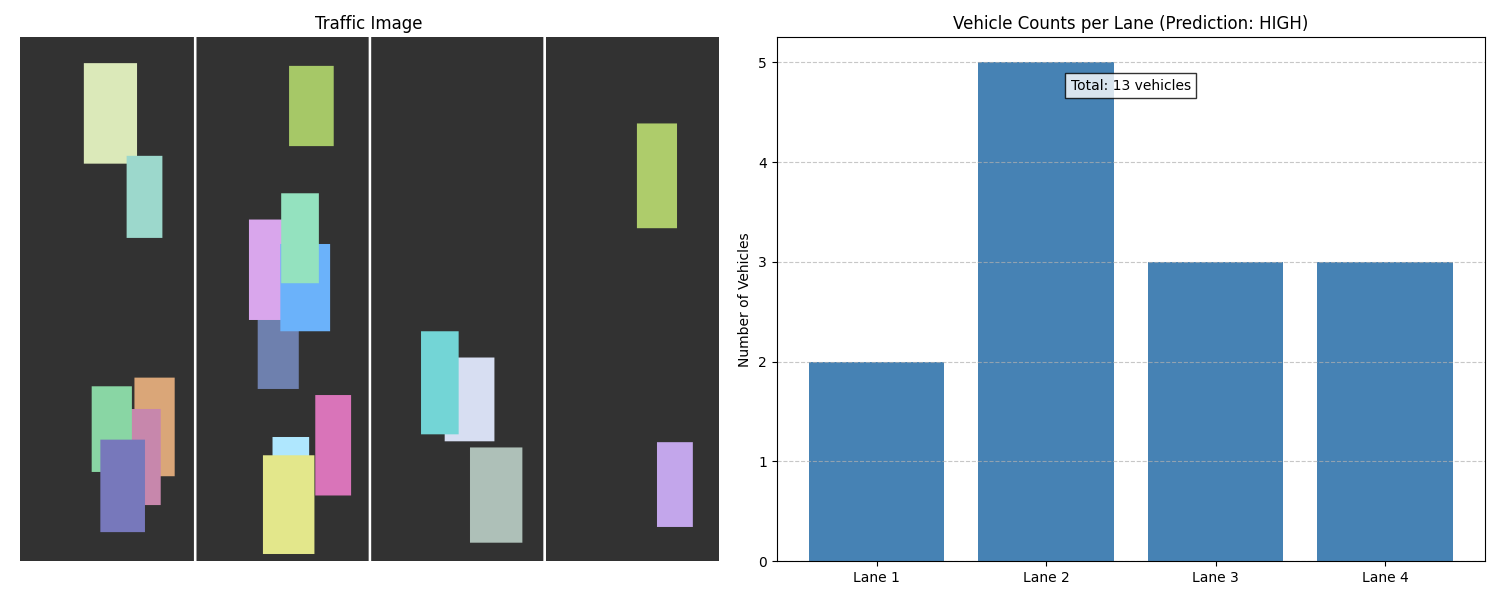 Traffic Image
Vehicle Counts per Lane (Prediction: HIGH)
Total: 13 vehicles
Number of Vehicles
5
4
3
2
1
0
Lane 1 Lane 2 Lane 3 Lane 4